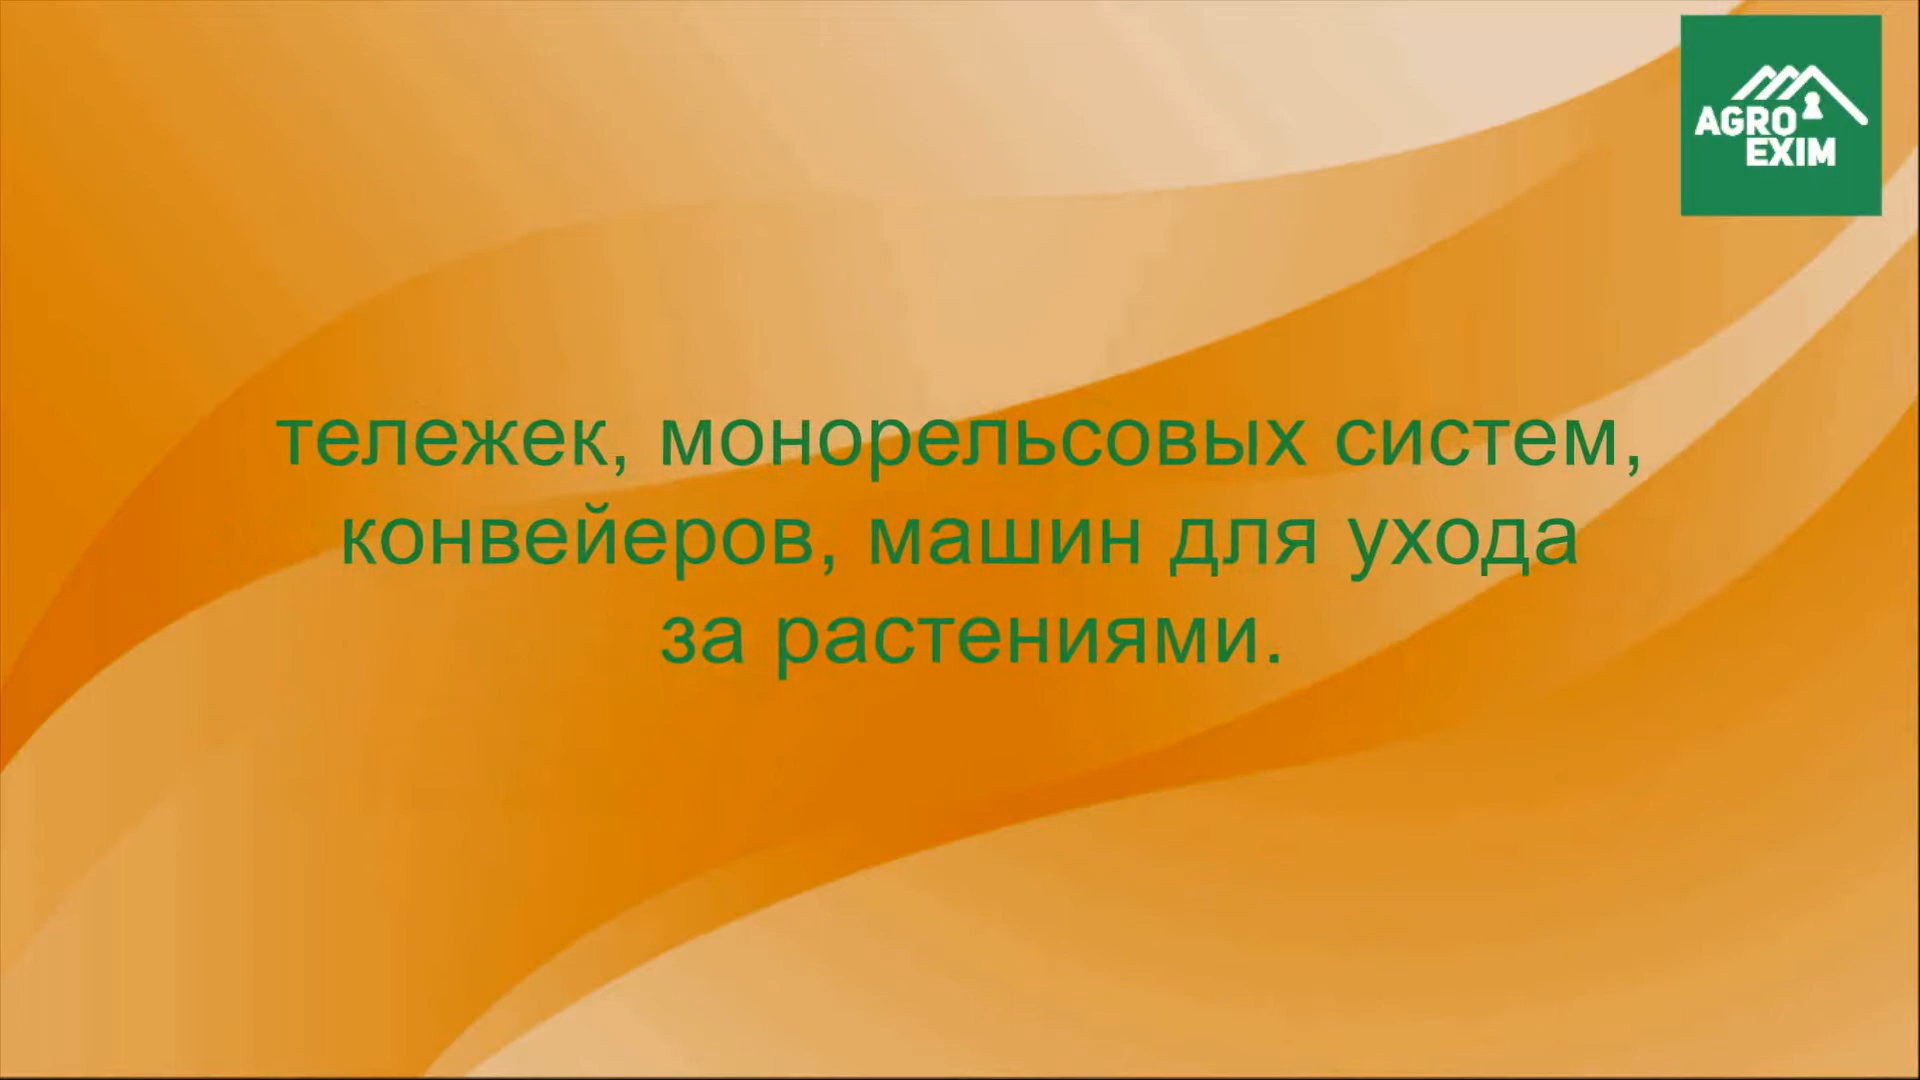 AGRO
EXIM
тележек, монорельсовых систем,
конвейеров, машин для ухода
за растениями.